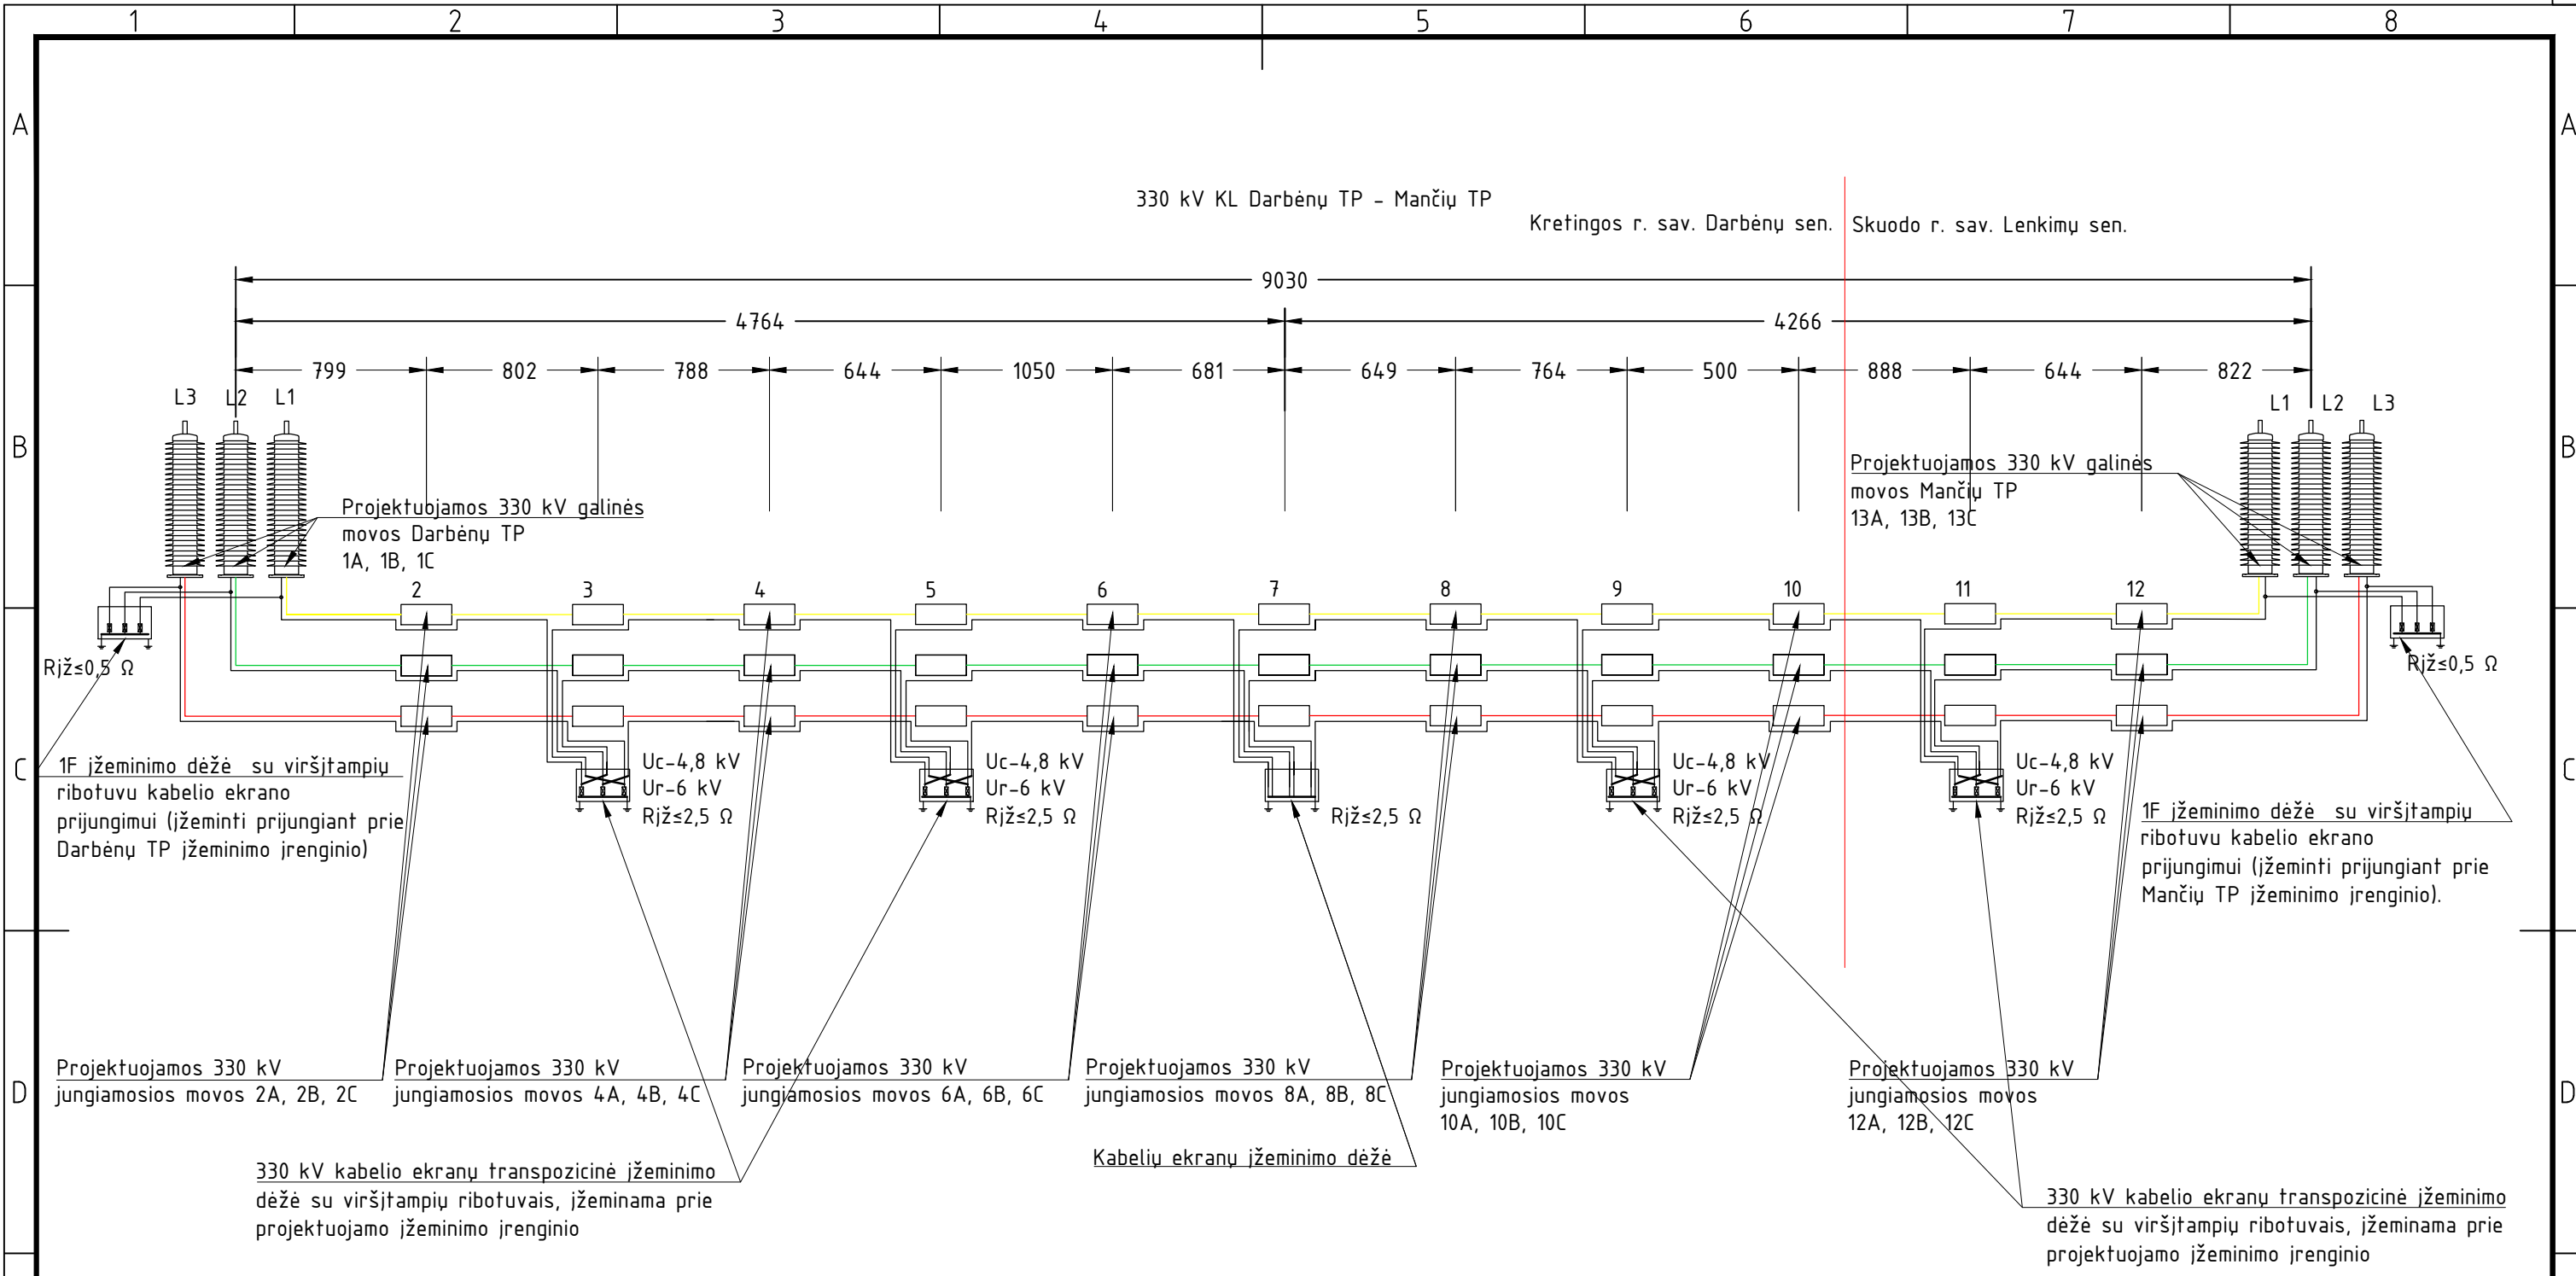 1 2 3 4 5 6 7 8
A A
330 kV KL Darbėnų TP - Mančių TP
Kretingos r. sav. Darbėnų sen. Skuodo r. sav. Lenkimų sen.
9030
4764 4266
799 802 788 644 1050 681 649 764 500 888 644 822
L3 L2 L1
L1 L2 L3
B B
Projektuojamos 330 kV galinės
movos Darbėnų TP
1A, 1B, 1C
Projektuojamos 330 kV galinės
movos Mančių TP
13A, 13B, 13C
2 3 4 5 6 7 8 9 10 11 12
Rįž≤0,5 Ω
Rįž≤0,5 Ω
C C
1F įžeminimo dėžė su viršįtampių
ribotuvu kabelio ekrano
prijungimui (įžeminti prijungiant prie
Darbėnų TP įžeminimo įrenginio)
Uc-4,8 kV
Ur-6 kV
Rįž≤2,5 Ω
Uc-4,8 kV
Ur-6 kV
Rįž≤2,5 Ω
Rįž≤2,5 Ω
Uc-4,8 kV
Ur-6 kV
Rįž≤2,5 Ω
Uc-4,8 kV
Ur-6 kV
Rįž≤2,5 Ω
1F įžeminimo dėžė su viršįtampių
ribotuvu kabelio ekrano
prijungimui (įžeminti prijungiant prie
Mančių TP įžeminimo įrenginio).
D D
Projektuojamos 330 kV
jungiamosios movos 2A, 2B, 2C
Projektuojamos 330 kV
jungiamosios movos 4A, 4B, 4C
Projektuojamos 330 kV
jungiamosios movos 6A, 6B, 6C
Projektuojamos 330 kV
jungiamosios movos 8A, 8B, 8C
Projektuojamos 330 kV
jungiamosios movos
10A, 10B, 10C
Projektuojamos 330 kV
jungiamosios movos
12A, 12B, 12C
330 kV kabelio ekranų transpozicinė įžeminimo
dėžė su viršįtampių ribotuvais, įžeminama prie
projektuojamo įžeminimo įrenginio
Kabelių ekranų įžeminimo dėžė
330 kV kabelio ekranų transpozicinė įžeminimo
dėžė su viršįtampių ribotuvais, įžeminama prie
projektuojamo įžeminimo įrenginio